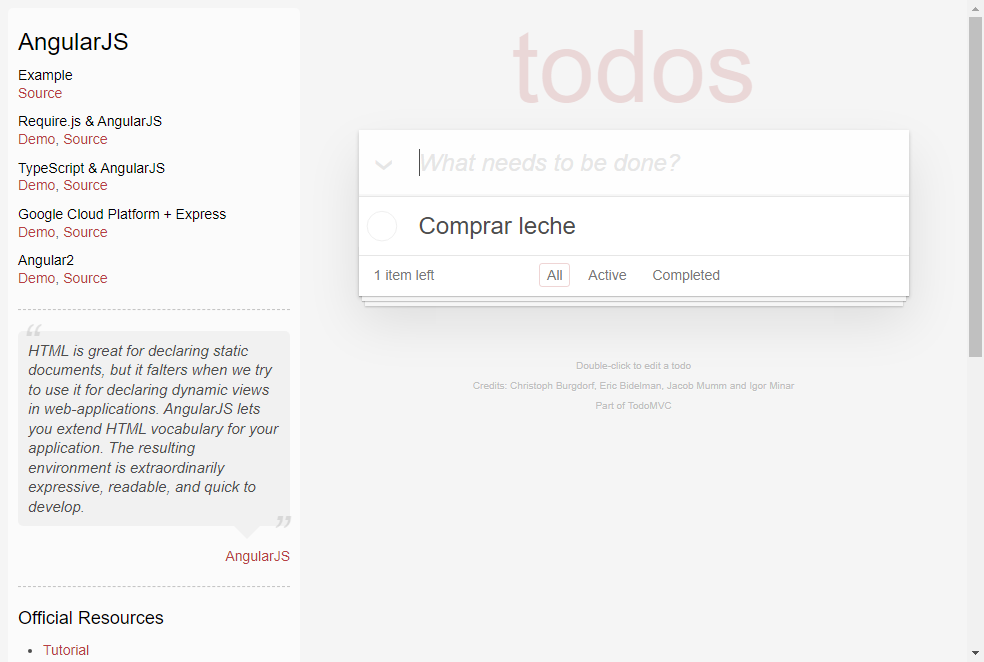 AngularJS
Example
Source
Require.js & AngularJS
Demo, Source
TypeScript & AngularJS
Demo, Source
Google Cloud Platform + Express
Demo, Source
Angular2
Demo, Source
“
HTML is great for declaring static
documents, but it falters when we try
to use it for declaring dynamic views
in web-applications. AngularJS lets
you extend HTML vocabulary for your
application. The resulting
environment is extraordinarily
expressive, readable, and quick to
develop.
”
AngularJS
Official Resources
• Tutorial
todos
What needs to be done?
Comprar leche
1 item left All Active Completed
Double-click to edit a todo
Credits: Christoph Burgdorf, Eric Bidelman, Jacob Mumm and Igor Minar
Part of TodoMVC